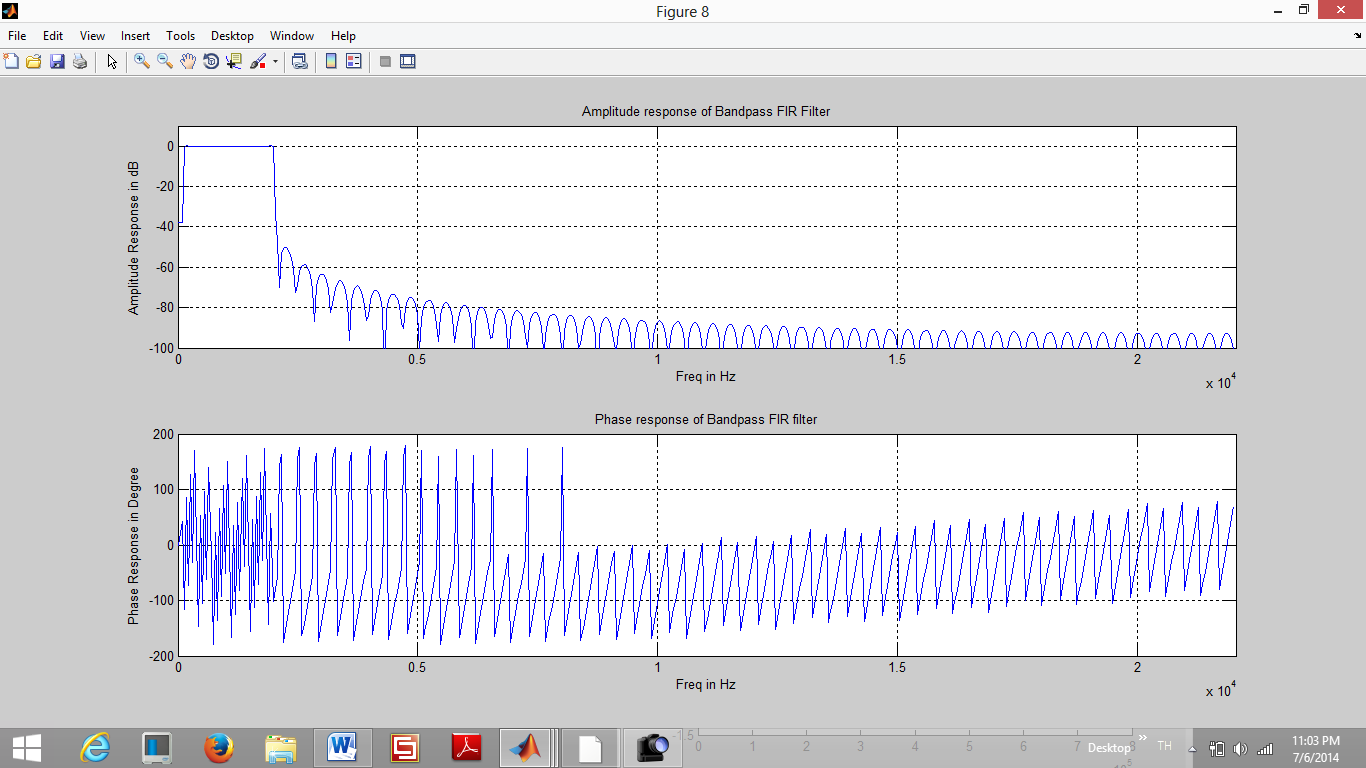 Figure 8
File Edit View Insert Tools Desktop Window Help
Amplitude response of Bandpass FIR Filter
Amplitude Response in dB
0
-20
-40
-60
-80
-100
0 0.5 1 1.5 2
Freq in Hz
x 10^4
Phase response of Bandpass FIR filter
Phase Response in Degree
200
100
0
-100
-200
0 0.5 1 1.5 2
Freq in Hz
x 10^4
-1.5
0 1 2 3 4 5 6 7 8
Desktop » TH
11:03 PM
7/6/2014